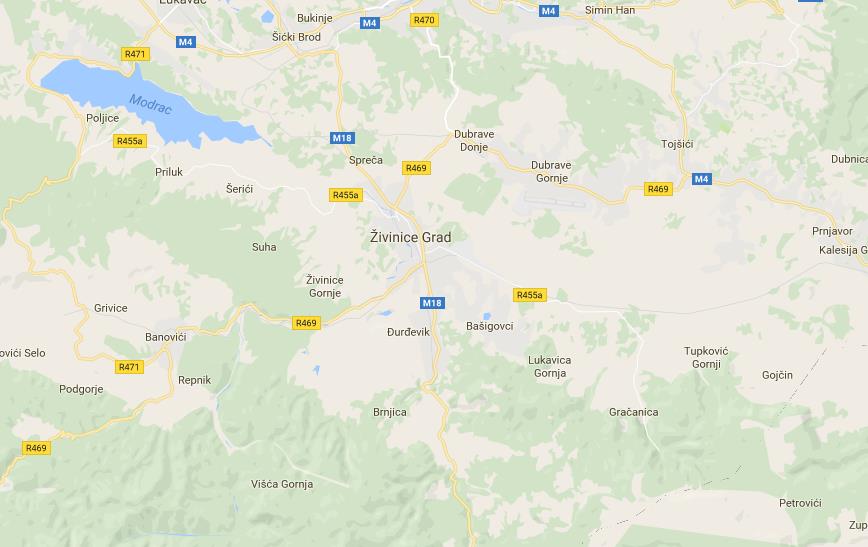 Lukavac
Bukinje
Simin Han
R470
M4
M4
Šićki Brod
M4
R471
Modrac
Poljice
M18
Dubrave
Donje
R455a
Tojšići
Spreča
Dubnica
R469
Dubrave
Gornje
Priluk
M4
Šerići
R455a
R469
Prnjavor
Živinice Grad
Suha
Kalesija G
Živinice
Gornje
R455a
M18
Grivice
R469
Bašigovci
Đurđevik
Banovići
ovići Selo
Tupković
Gornji
Lukavica
Gornja
R471
Gojčin
Repnik
Podgorje
Brnjica
Gračanica
R469
Višća Gornja
Petrovići
Zup